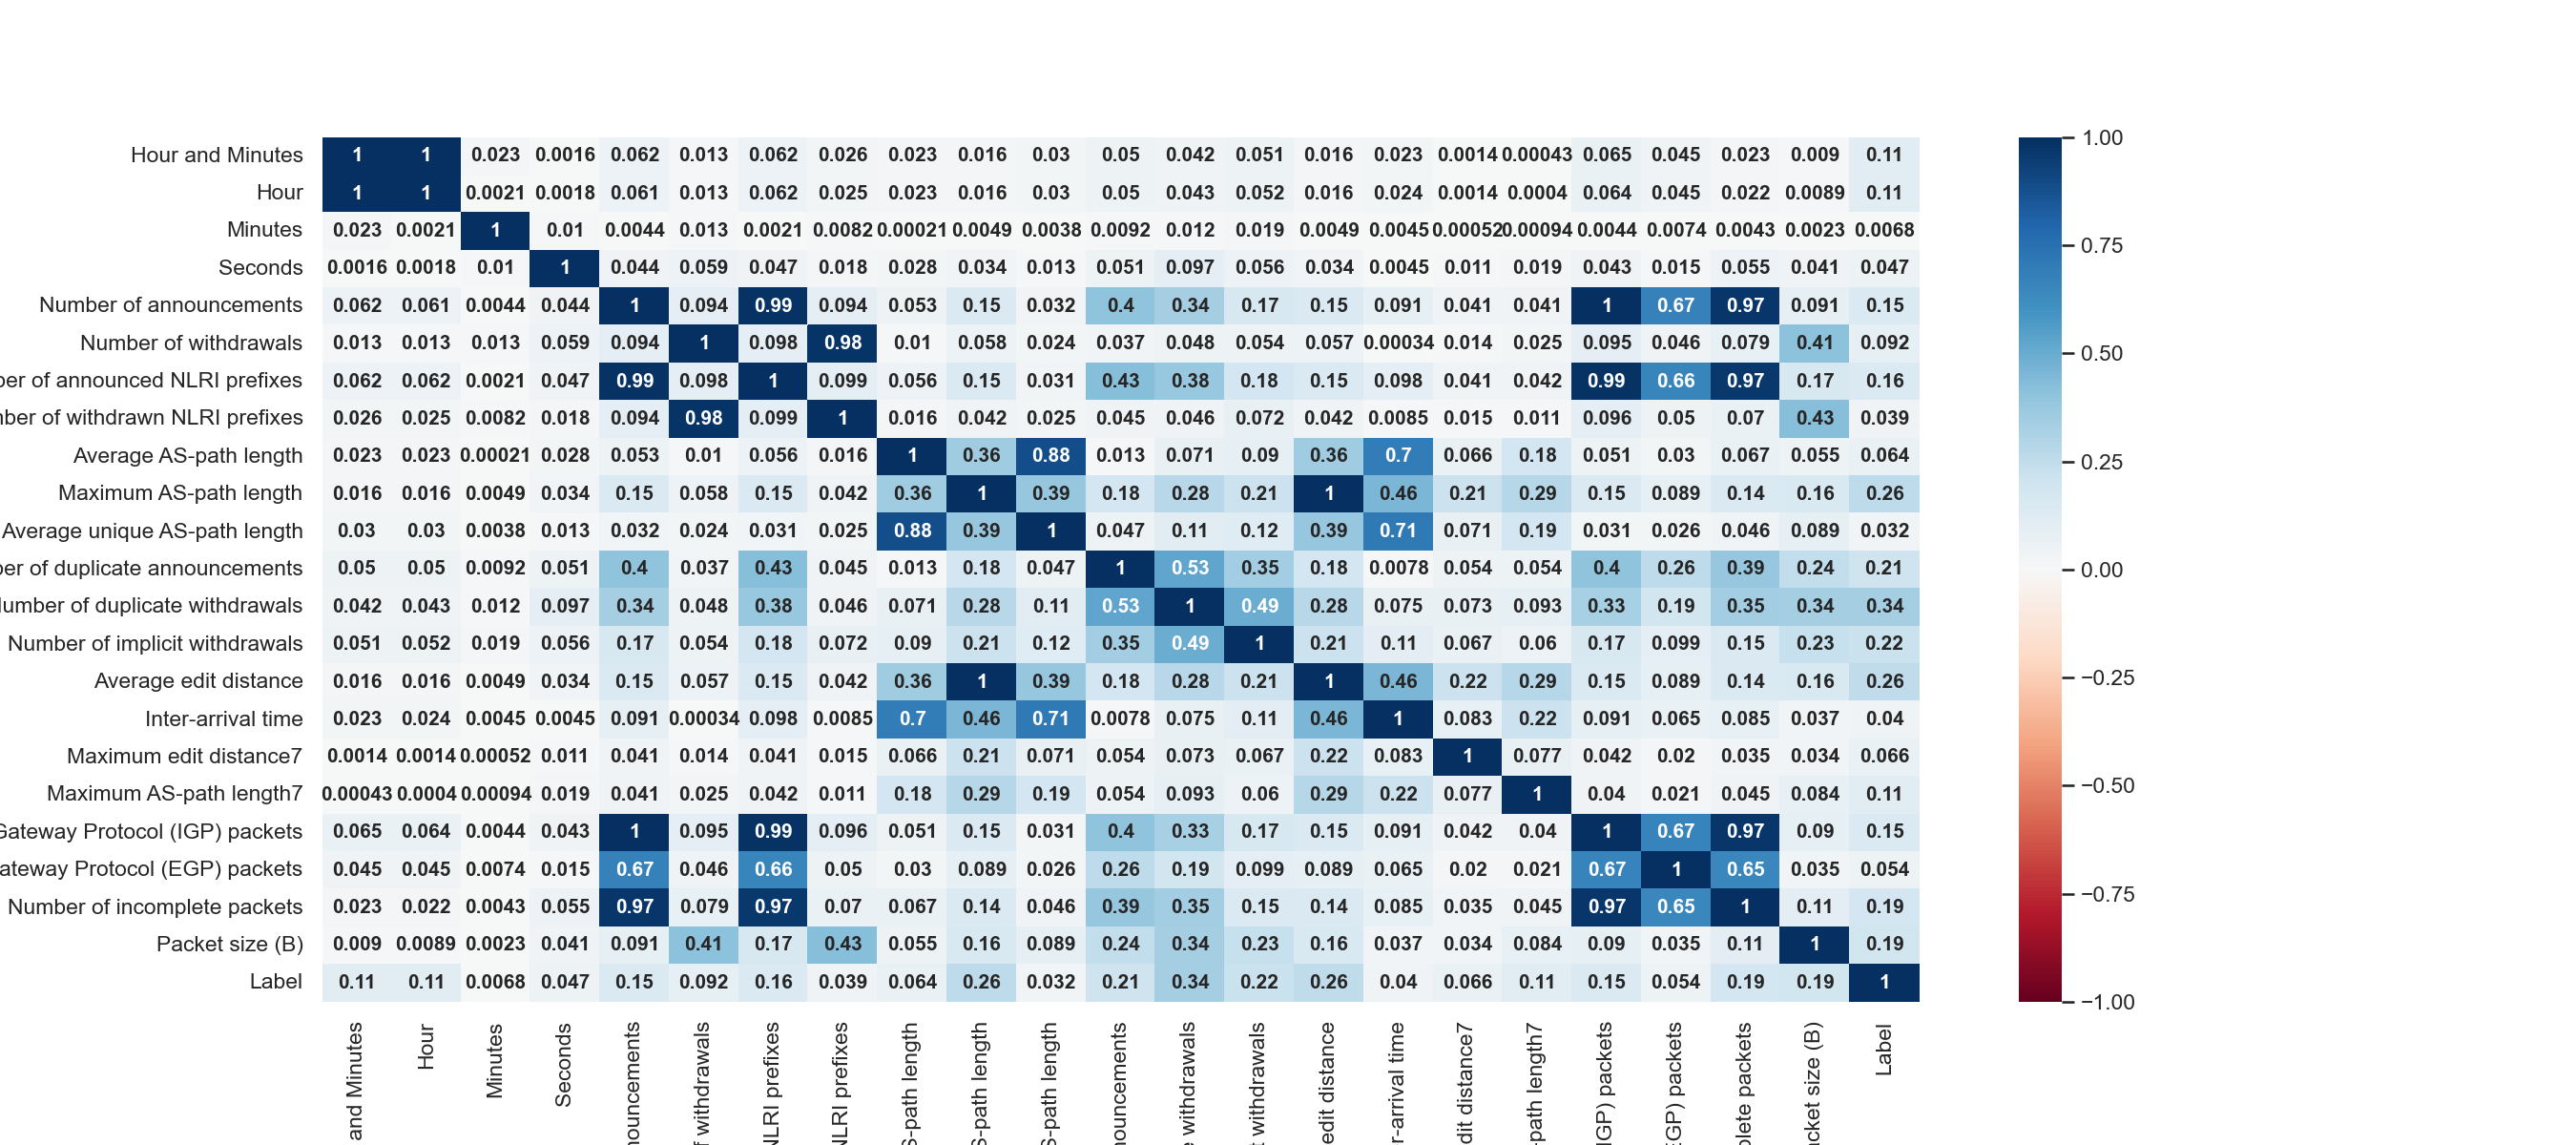 Hour and Minutes 1 1 0.023 0.0016 0.062 0.013 0.062 0.026 0.023 0.016 0.03 0.05 0.042 0.051 0.016 0.023 0.0014 0.00043 0.065 0.045 0.023 0.009 0.11
Hour 1 1 0.0021 0.0018 0.061 0.013 0.062 0.025 0.023 0.016 0.03 0.05 0.043 0.052 0.016 0.024 0.0014 0.0004 0.064 0.045 0.022 0.0089 0.11
Minutes 0.023 0.0021 1 0.01 0.0044 0.013 0.0021 0.0082 0.00021 0.0049 0.0038 0.0092 0.012 0.019 0.0049 0.0045 0.00052 0.00094 0.0044 0.0074 0.0043 0.0023 0.0068
Seconds 0.0016 0.0018 0.01 1 0.044 0.059 0.047 0.018 0.028 0.034 0.013 0.051 0.097 0.056 0.034 0.0045 0.011 0.019 0.043 0.015 0.055 0.041 0.047
Number of announcements 0.062 0.061 0.0044 0.044 1 0.094 0.99 0.094 0.053 0.15 0.032 0.4 0.34 0.17 0.15 0.091 0.041 0.041 1 0.67 0.97 0.091 0.15
Number of withdrawals 0.013 0.013 0.013 0.059 0.094 1 0.098 0.98 0.01 0.058 0.024 0.037 0.048 0.054 0.057 0.00034 0.014 0.025 0.095 0.046 0.079 0.41 0.092
ber of announced NLRI prefixes 0.062 0.062 0.0021 0.047 0.99 0.098 1 0.099 0.056 0.15 0.031 0.43 0.38 0.18 0.15 0.098 0.041 0.042 0.99 0.66 0.97 0.17 0.16
ber of withdrawn NLRI prefixes 0.026 0.025 0.0082 0.018 0.094 0.98 0.099 1 0.016 0.042 0.025 0.045 0.046 0.072 0.042 0.0085 0.015 0.011 0.096 0.05 0.07 0.43 0.039
Average AS-path length 0.023 0.023 0.00021 0.028 0.053 0.01 0.056 0.016 1 0.36 0.88 0.013 0.071 0.09 0.36 0.7 0.066 0.18 0.051 0.03 0.067 0.055 0.064
Maximum AS-path length 0.016 0.016 0.0049 0.034 0.15 0.058 0.15 0.042 0.36 1 0.39 0.18 0.28 0.21 1 0.46 0.21 0.29 0.15 0.089 0.14 0.16 0.26
Average unique AS-path length 0.03 0.03 0.0038 0.013 0.032 0.024 0.031 0.025 0.88 0.39 1 0.047 0.11 0.12 0.39 0.71 0.071 0.19 0.031 0.026 0.046 0.089 0.032
ber of duplicate announcements 0.05 0.05 0.0092 0.051 0.4 0.037 0.43 0.045 0.013 0.18 0.047 1 0.53 0.35 0.18 0.0078 0.054 0.054 0.4 0.26 0.39 0.24 0.21
umber of duplicate withdrawals 0.042 0.043 0.012 0.097 0.34 0.048 0.38 0.046 0.071 0.28 0.11 0.53 1 0.49 0.28 0.075 0.073 0.093 0.33 0.19 0.35 0.34 0.34
Number of implicit withdrawals 0.051 0.052 0.019 0.056 0.17 0.054 0.18 0.072 0.09 0.21 0.12 0.35 0.49 1 0.21 0.11 0.067 0.06 0.17 0.099 0.15 0.23 0.22
Average edit distance 0.016 0.016 0.0049 0.034 0.15 0.057 0.15 0.042 0.36 1 0.39 0.18 0.28 0.21 1 0.46 0.22 0.29 0.15 0.089 0.14 0.16 0.26
Inter-arrival time 0.023 0.024 0.0045 0.0045 0.091 0.00034 0.098 0.0085 0.7 0.46 0.71 0.0078 0.075 0.11 0.46 1 0.083 0.22 0.091 0.065 0.085 0.037 0.04
Maximum edit distance7 0.0014 0.0014 0.00052 0.011 0.041 0.014 0.041 0.015 0.066 0.21 0.071 0.054 0.073 0.067 0.22 0.083 1 0.077 0.042 0.02 0.035 0.034 0.066
Maximum AS-path length7 0.00043 0.0004 0.00094 0.019 0.041 0.025 0.042 0.011 0.18 0.29 0.19 0.054 0.093 0.06 0.29 0.22 0.077 1 0.04 0.021 0.045 0.084 0.11
Gateway Protocol (IGP) packets 0.065 0.064 0.0044 0.043 1 0.095 0.99 0.096 0.051 0.15 0.031 0.4 0.33 0.17 0.15 0.091 0.042 0.04 1 0.67 0.97 0.09 0.15
ateway Protocol (EGP) packets 0.045 0.045 0.0074 0.015 0.67 0.046 0.66 0.05 0.03 0.089 0.026 0.26 0.19 0.099 0.089 0.065 0.02 0.021 0.67 1 0.65 0.035 0.054
Number of incomplete packets 0.023 0.022 0.0043 0.055 0.97 0.079 0.97 0.07 0.067 0.14 0.046 0.39 0.35 0.15 0.14 0.085 0.035 0.045 0.97 0.65 1 0.11 0.19
Packet size (B) 0.009 0.0089 0.0023 0.041 0.091 0.41 0.17 0.43 0.055 0.16 0.089 0.24 0.34 0.23 0.16 0.037 0.034 0.084 0.09 0.035 0.11 1 0.19
Label 0.11 0.11 0.0068 0.047 0.15 0.092 0.16 0.039 0.064 0.26 0.032 0.21 0.34 0.22 0.26 0.04 0.066 0.11 0.15 0.054 0.19 0.19 1
and Minutes
Hour
Minutes
Seconds
nouncements
f withdrawals
NLRI prefixes
NLRI prefixes
S-path length
S-path length
S-path length
nouncements
e withdrawals
t withdrawals
edit distance
r-arrival time
dit distance7
-path length7
IGP) packets
EGP) packets
plete packets
acket size (B)
Label
1.00
0.75
0.50
0.25
0.00
−0.25
−0.50
−0.75
−1.00